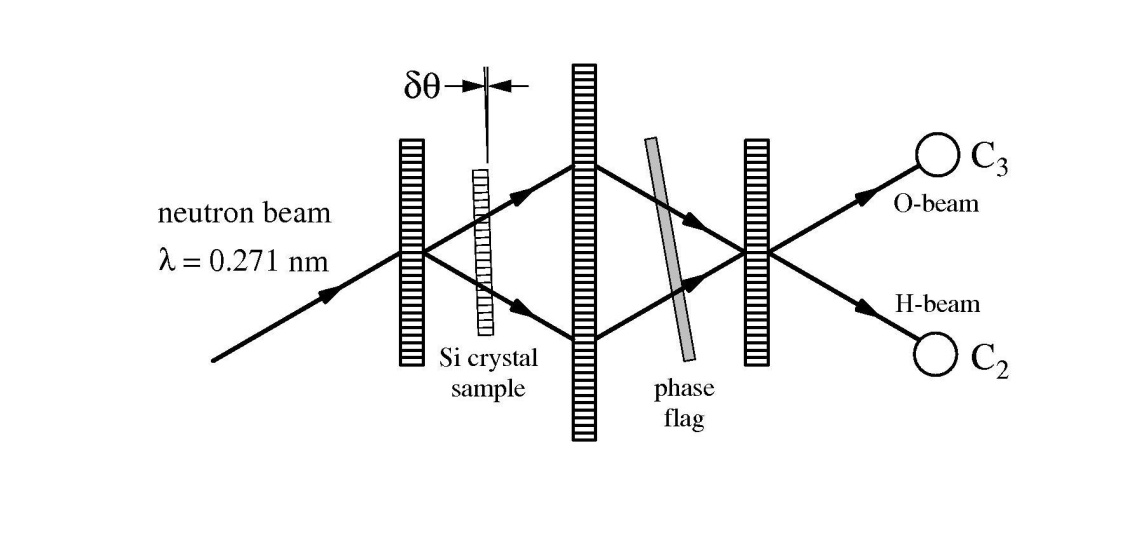 δθ
neutron beam
λ = 0.271 nm
Si crystal
sample
phase
flag
C₃
O-beam
H-beam
C₂